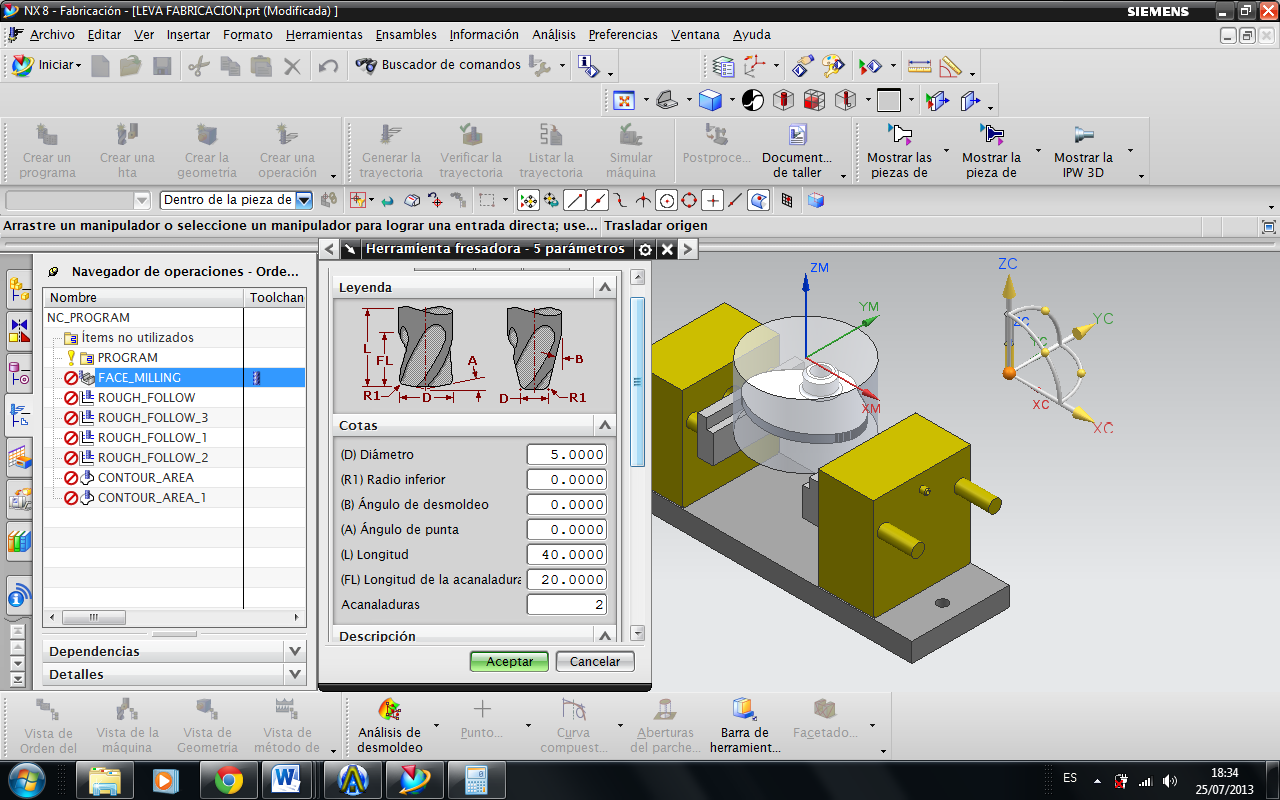 NX 8 - Fabricación - [LEVA FABRICACION.prt (Modificada) ]
SIEMENS
Archivo Editar Ver Insertar Formato Herramientas Ensambles Información Análisis Preferencias Ventana Ayuda
Iniciar
Buscador de comandos
Crear un programa
Crear una hta
Crear la geometría
Crear una operación
Generar la trayectoria
Verificar la trayectoria
Listar la trayectoria
Simular máquina
Postproce...
Document... de taller
Mostrar las piezas de
Mostrar la pieza de
Mostrar la IPW 3D
Dentro de la pieza de
Arrastre un manipulador o seleccione un manipulador para lograr una entrada directa; use...
Trasladar origen
Navegador de operaciones - Orde...
Nombre Toolchan
NC_PROGRAM
Ítems no utilizados
PROGRAM
FACE_MILLING
ROUGH_FOLLOW
ROUGH_FOLLOW_3
ROUGH_FOLLOW_1
ROUGH_FOLLOW_2
CONTOUR_AREA
CONTOUR_AREA_1
Dependencias
Detalles
Herramienta fresadora - 5 parámetros
Leyenda
L
FL
A
B
R1
D
D
R1
Cotas
(D) Diámetro 5.0000
(R1) Radio inferior 0.0000
(B) Ángulo de desmoldeo 0.0000
(A) Ángulo de punta 0.0000
(L) Longitud 40.0000
(FL) Longitud de la acanaladura 20.0000
Acanaladuras 2
Descripción
Aceptar Cancelar
ZM
YM
XM
ZC
ZC
YC
YC
XC
XC
Vista de Orden del
Vista de la máquina
Vista de Geometría
Vista de método de
Análisis de desmoldeo
Punto...
Curva compuest...
Aberturas del parche...
Barra de herramient...
Facetado...
ES
18:34
25/07/2013